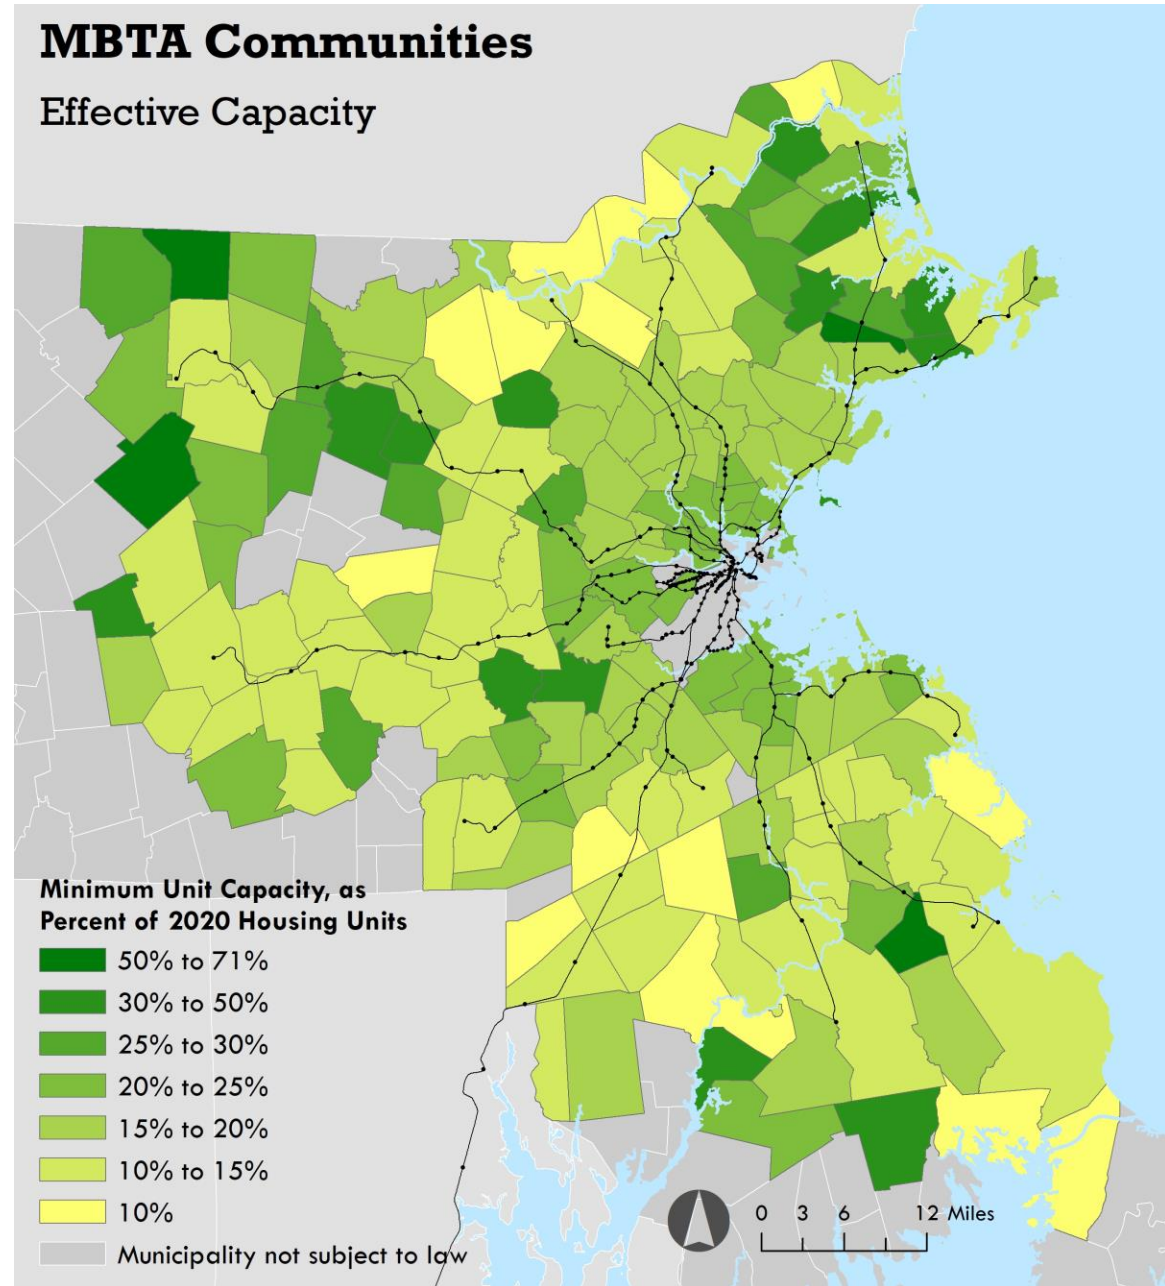 MBTA Communities
Effective Capacity
Minimum Unit Capacity, as
Percent of 2020 Housing Units
50% to 71%
30% to 50%
25% to 30%
20% to 25%
15% to 20%
10% to 15%
10%
Municipality not subject to law
0 3 6 12 Miles